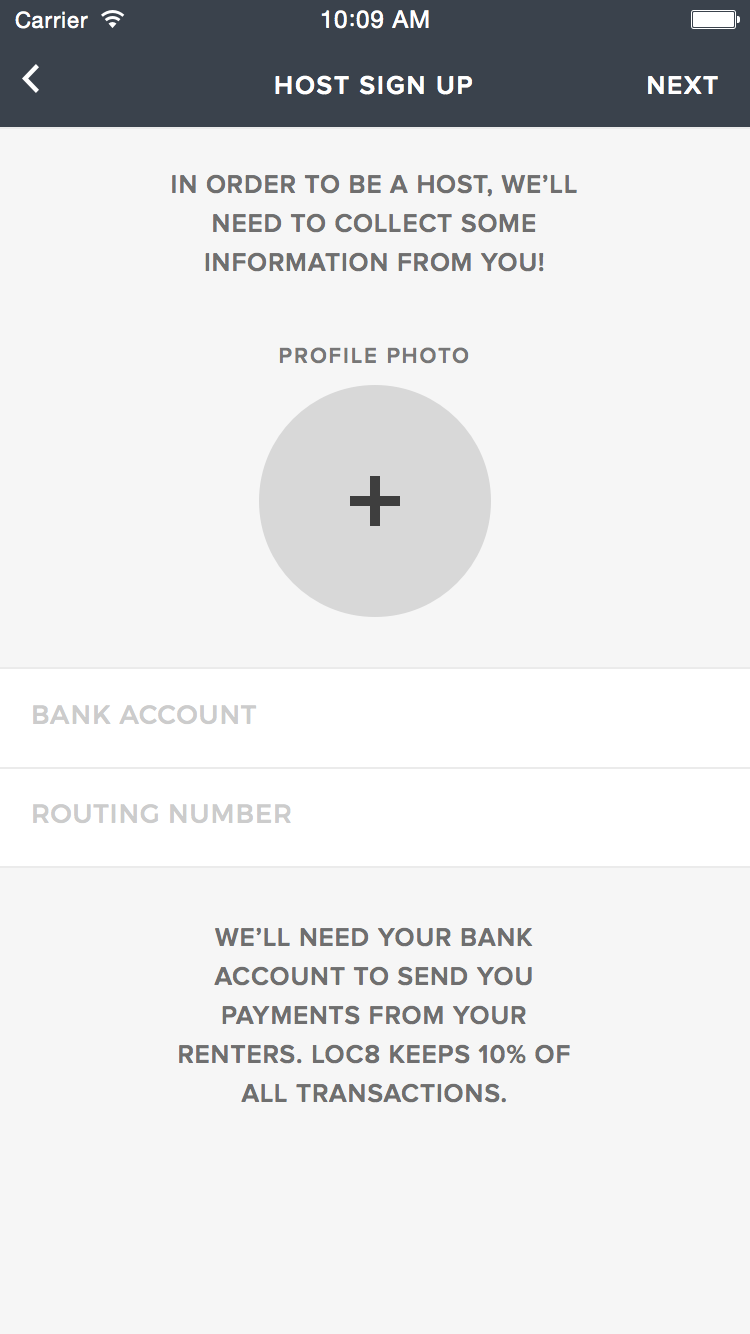 Carrier 10:09 AM
HOST SIGN UP NEXT
IN ORDER TO BE A HOST, WE’LL
NEED TO COLLECT SOME
INFORMATION FROM YOU!
PROFILE PHOTO
BANK ACCOUNT
ROUTING NUMBER
WE’LL NEED YOUR BANK
ACCOUNT TO SEND YOU
PAYMENTS FROM YOUR
RENTERS. LOC8 KEEPS 10% OF
ALL TRANSACTIONS.